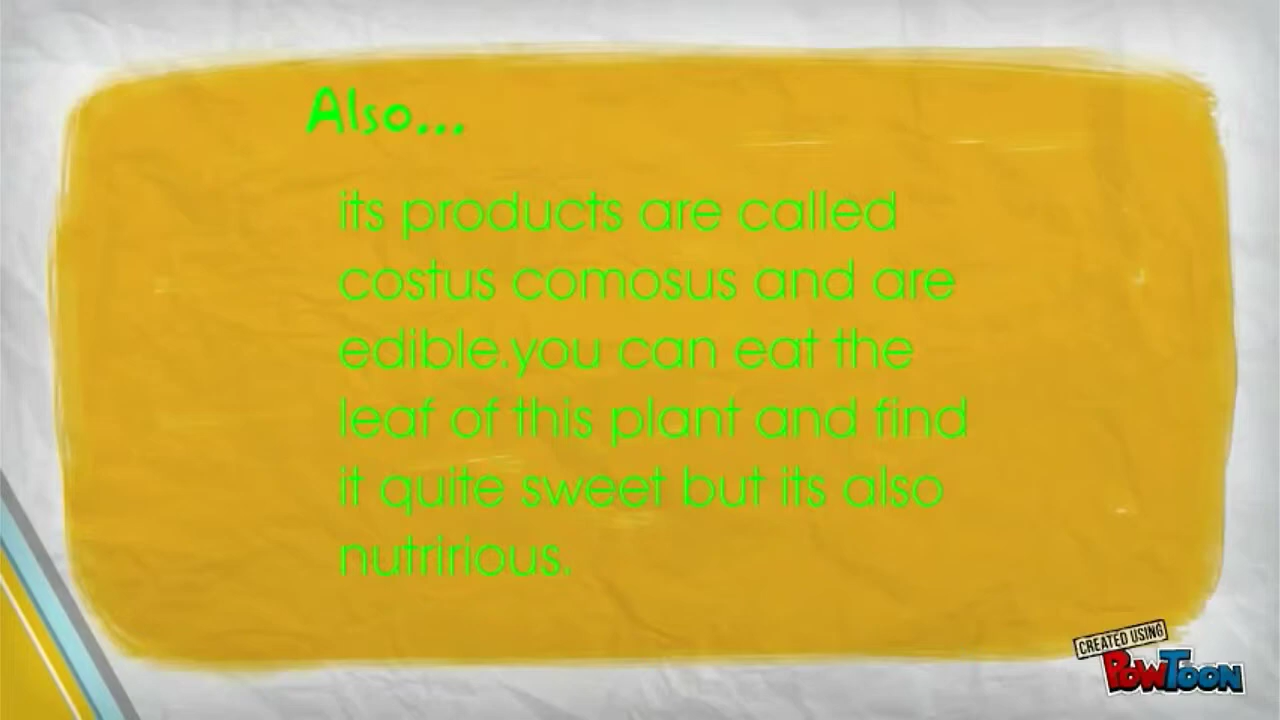 Also...
its products are called
costus comosus and are
edible.you can eat the
leaf of this plant and find
it quite sweet but its also
nutririous.
CREATED USING
POWTOON